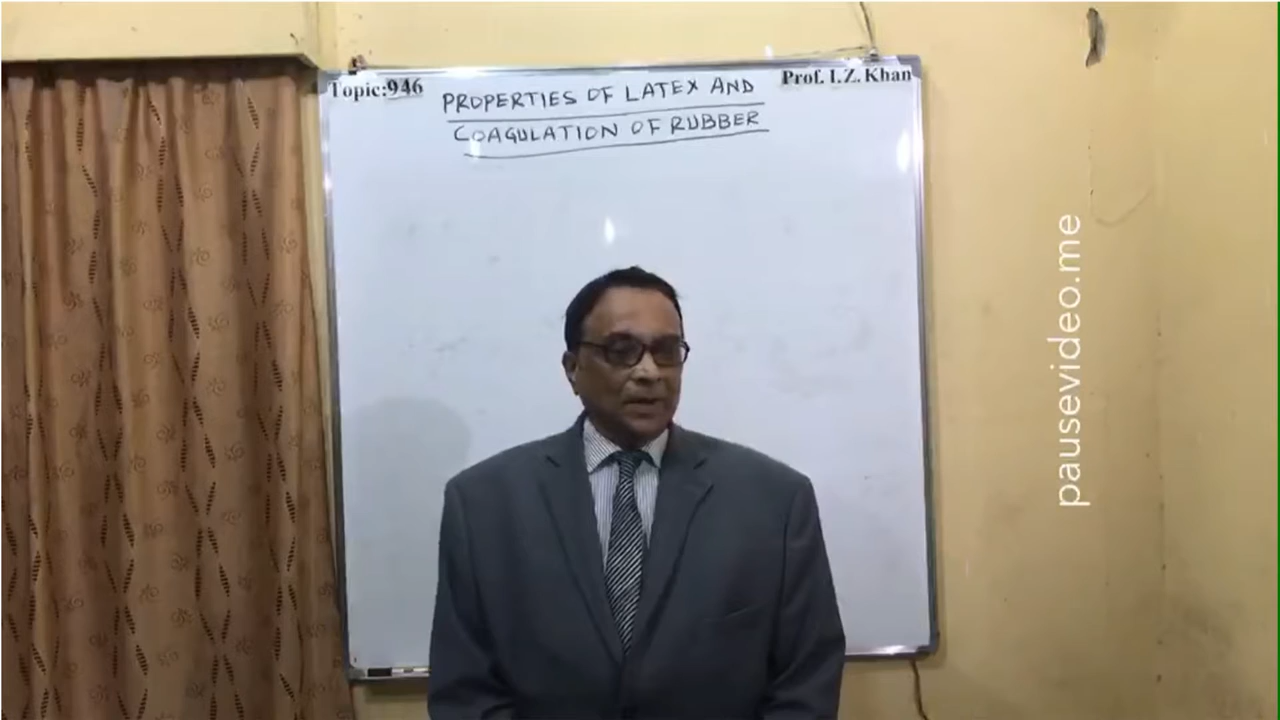 Topic:946
Prof. I.Z. Khan
PROPERTIES OF LATEX AND
COAGULATION OF RUBBER
pausevideo.me